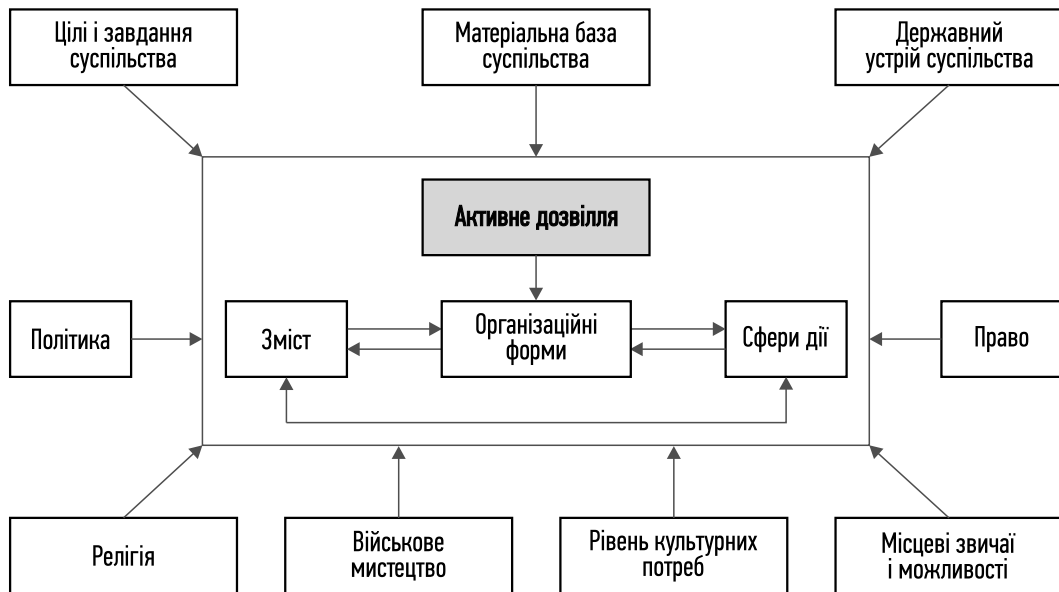 Цілі і завдання
суспільства
Матеріальна база
суспільства
Державний
устрій суспільства
Активне дозвілля
Політика
Зміст
Організаційні
форми
Сфери дії
Право
Релігія
Військове
мистецтво
Рівень культурних
потреб
Місцеві звичаї
і можливості